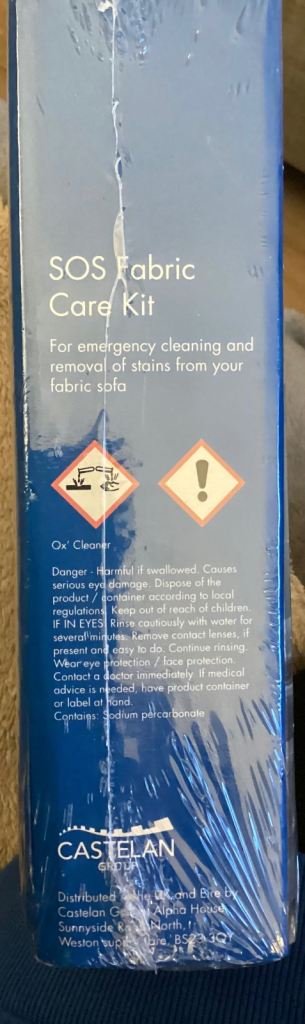 SOS Fabric
Care Kit
For emergency cleaning and
removal of stains from your
fabric sofa
Ox' Cleaner
Danger - Harmful if swallowed. Causes
serious eye damage. Dispose of the
product / container according to local
regulations. Keep out of reach of children.
IF IN EYES: Rinse cautiously with water for
several minutes. Remove contact lenses, if
present and easy to do. Continue rinsing.
Wear eye protection / face protection.
Contact a doctor immediately. If medical
advice is needed, have product container
or label at hand.
Contains: Sodium percarbonate
CASTELAN
GROUP
Distributed the UK and Eire by
Castelan Alpha House,
Sunnyside North,
Weston BS23 3QY